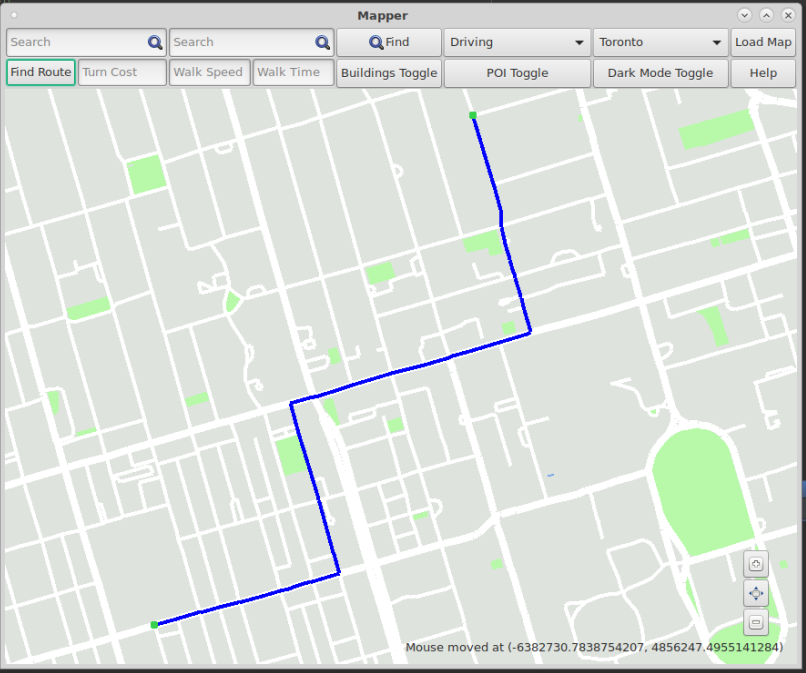 Mapper
Search Search Find Driving Toronto Load Map
Find Route Turn Cost Walk Speed Walk Time Buildings Toggle POI Toggle Dark Mode Toggle Help
Mouse moved at (-6382730.7838754207, 4856247.4955141284)